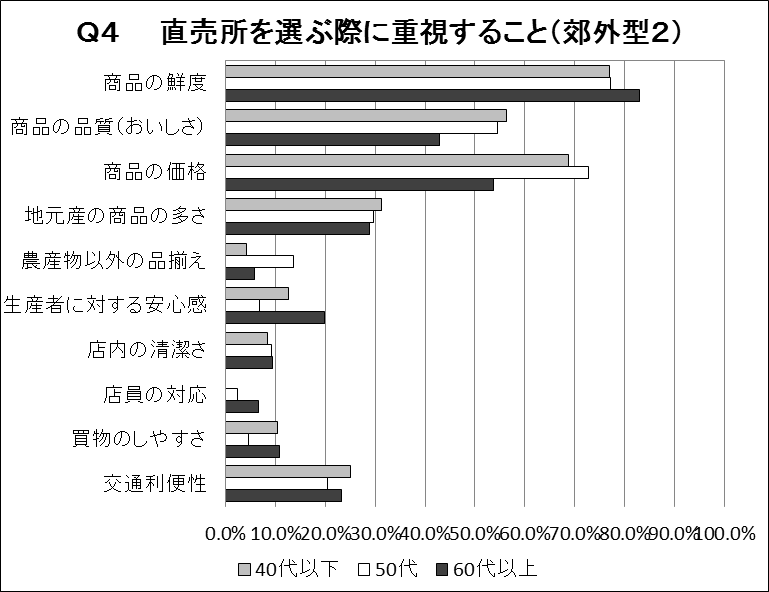 Q4 直売所を選ぶ際に重視すること(郊外型2)
商品の鮮度
商品の品質(おいしさ)
商品の価格
地元産の商品の多さ
農産物以外の品揃え
生産者に対する安心感
店内の清潔さ
店員の対応
買物のしやすさ
交通利便性
0.0% 10.0% 20.0% 30.0% 40.0% 50.0% 60.0% 70.0% 80.0% 90.0% 100.0%
40代以下 50代 60代以上